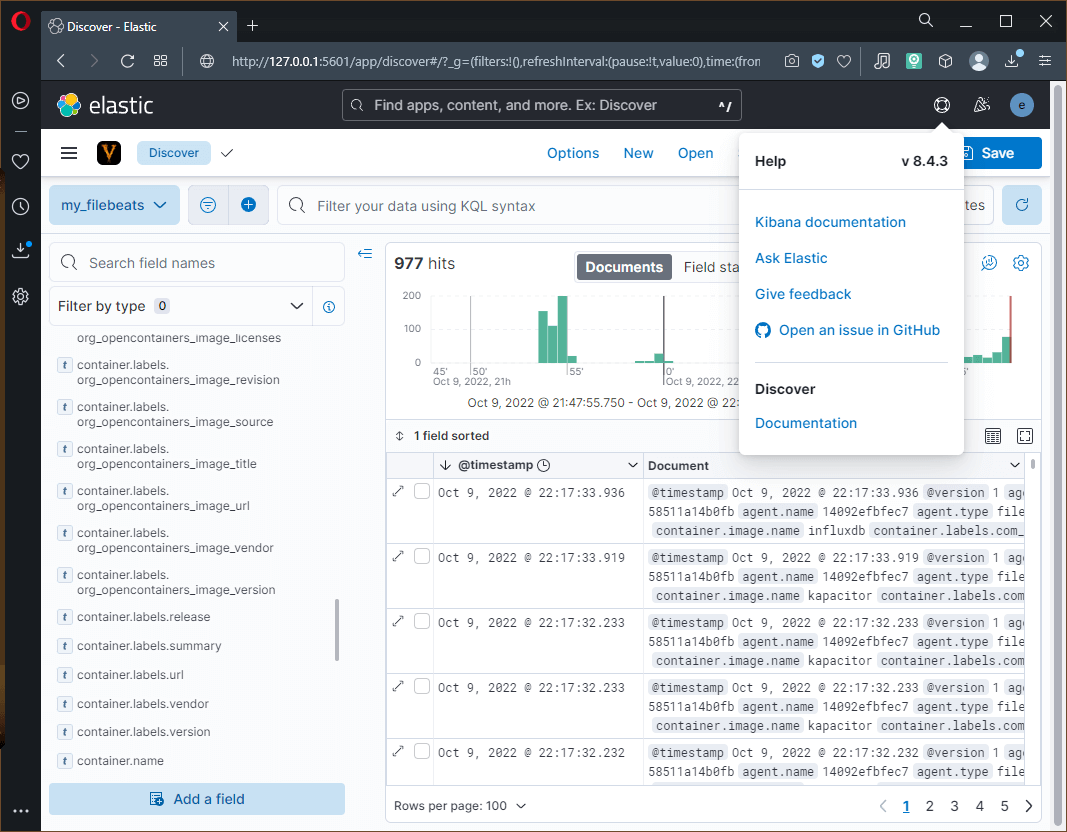 Discover - Elastic
http://127.0.0.1:5601/app/discover#/?_g=(filters:!(),refreshInterval:(pause:!t,value:0),time:(from
elastic
Find apps, content, and more. Ex: Discover
^/
e
V
Discover
Options
New
Open
Save
Help
v 8.4.3
my_filebeats
Filter your data using KQL syntax
Kibana documentation
Ask Elastic
Give feedback
Open an issue in GitHub
Discover
Documentation
Search field names
Filter by type 0
org_opencontainers_image_licenses
t container.labels.
org_opencontainers_image_revision
t container.labels.
org_opencontainers_image_source
t container.labels.
org_opencontainers_image_title
t container.labels.
org_opencontainers_image_url
t container.labels.
org_opencontainers_image_vendor
t container.labels.
org_opencontainers_image_version
t container.labels.release
t container.labels.summary
t container.labels.url
t container.labels.vendor
t container.labels.version
t container.name
Add a field
977 hits
Documents
Field sta
200
100
0
45' 50' 55' 0' 5'
Oct 9, 2022, 21h
Oct 9, 2022, 22
Oct 9, 2022 @ 21:47:55.750 - Oct 9, 2022 @ 22:
1 field sorted
@timestamp
Document
Oct 9, 2022 @ 22:17:33.936
@timestamp Oct 9, 2022 @ 22:17:33.936 @version 1 age
58511a14b0fb agent.name 14092efbfec7 agent.type file
container.image.name influxdb container.labels.com_
Oct 9, 2022 @ 22:17:33.919
@timestamp Oct 9, 2022 @ 22:17:33.919 @version 1 age
58511a14b0fb agent.name 14092efbfec7 agent.type file
container.image.name kapacitor container.labels.com
Oct 9, 2022 @ 22:17:32.233
@timestamp Oct 9, 2022 @ 22:17:32.233 @version 1 age
58511a14b0fb agent.name 14092efbfec7 agent.type file
container.image.name kapacitor container.labels.com
Oct 9, 2022 @ 22:17:32.233
@timestamp Oct 9, 2022 @ 22:17:32.233 @version 1 age
58511a14b0fb agent.name 14092efbfec7 agent.type file
container.image.name kapacitor container.labels.com
Oct 9, 2022 @ 22:17:32.232
@timestamp Oct 9, 2022 @ 22:17:32.232 @version 1 age
58511a14b0fb agent.name 14092efbfec7 agent.type file
Rows per page: 100
1 2 3 4 5